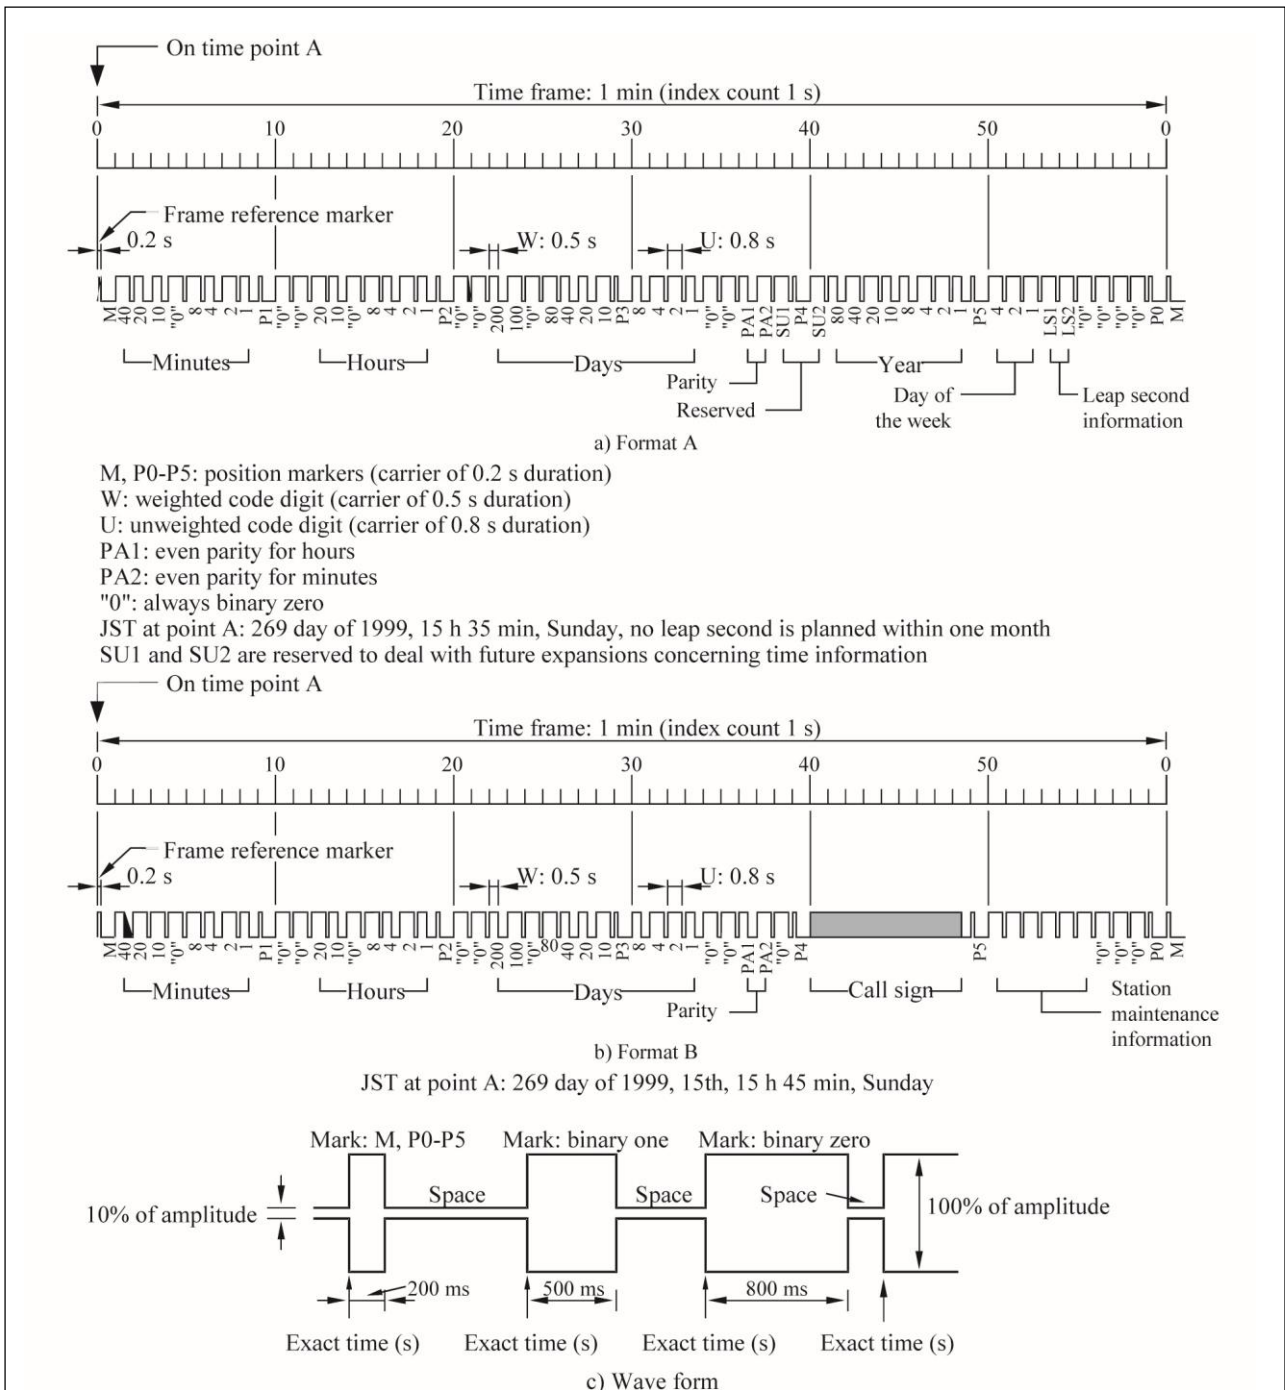 On time point A
Time frame: 1 min (index count 1 s)
0 10 20 30 40 50 0
Frame reference marker
0.2 s W: 0.5 s U: 0.8 s
M 40 20 10 "0" 8 4 2 1 P1 "0" "0" 20 10 "0" 8 4 2 1 P2 "0" "0" 200 100 "0" 80 40 20 10 P3 8 4 2 1 "0" "0" PA1 PA2 SU1 P4 SU2 80 40 20 10 8 4 2 1 P5 4 2 1 LS1 LS2 "0" "0" "0" "0" P0 M
Minutes Hours Days Year
Parity
Reserved
Day of
the week
Leap second
information
a) Format A
M, P0-P5: position markers (carrier of 0.2 s duration)
W: weighted code digit (carrier of 0.5 s duration)
U: unweighted code digit (carrier of 0.8 s duration)
PA1: even parity for hours
PA2: even parity for minutes
"0": always binary zero
JST at point A: 269 day of 1999, 15 h 35 min, Sunday, no leap second is planned within one month
SU1 and SU2 are reserved to deal with future expansions concerning time information
On time point A
Time frame: 1 min (index count 1 s)
0 10 20 30 40 50 0
Frame reference marker
0.2 s W: 0.5 s U: 0.8 s
M 40 20 10 "0" 8 4 2 1 P1 "0" "0" 20 10 "0" 8 4 2 1 P2 "0" "0" 200 100 "0" 80 40 20 10 P3 8 4 2 1 "0" "0" PA1 PA2 "0" P4 P5 "0" "0" "0" P0 M
Minutes Hours Days Call sign
Parity
Station
maintenance
information
b) Format B
JST at point A: 269 day of 1999, 15th, 15 h 45 min, Sunday
Mark: M, P0-P5 Mark: binary one Mark: binary zero
Space Space Space
10% of amplitude 100% of amplitude
200 ms 500 ms 800 ms
Exact time (s) Exact time (s) Exact time (s) Exact time (s)
c) Wave form